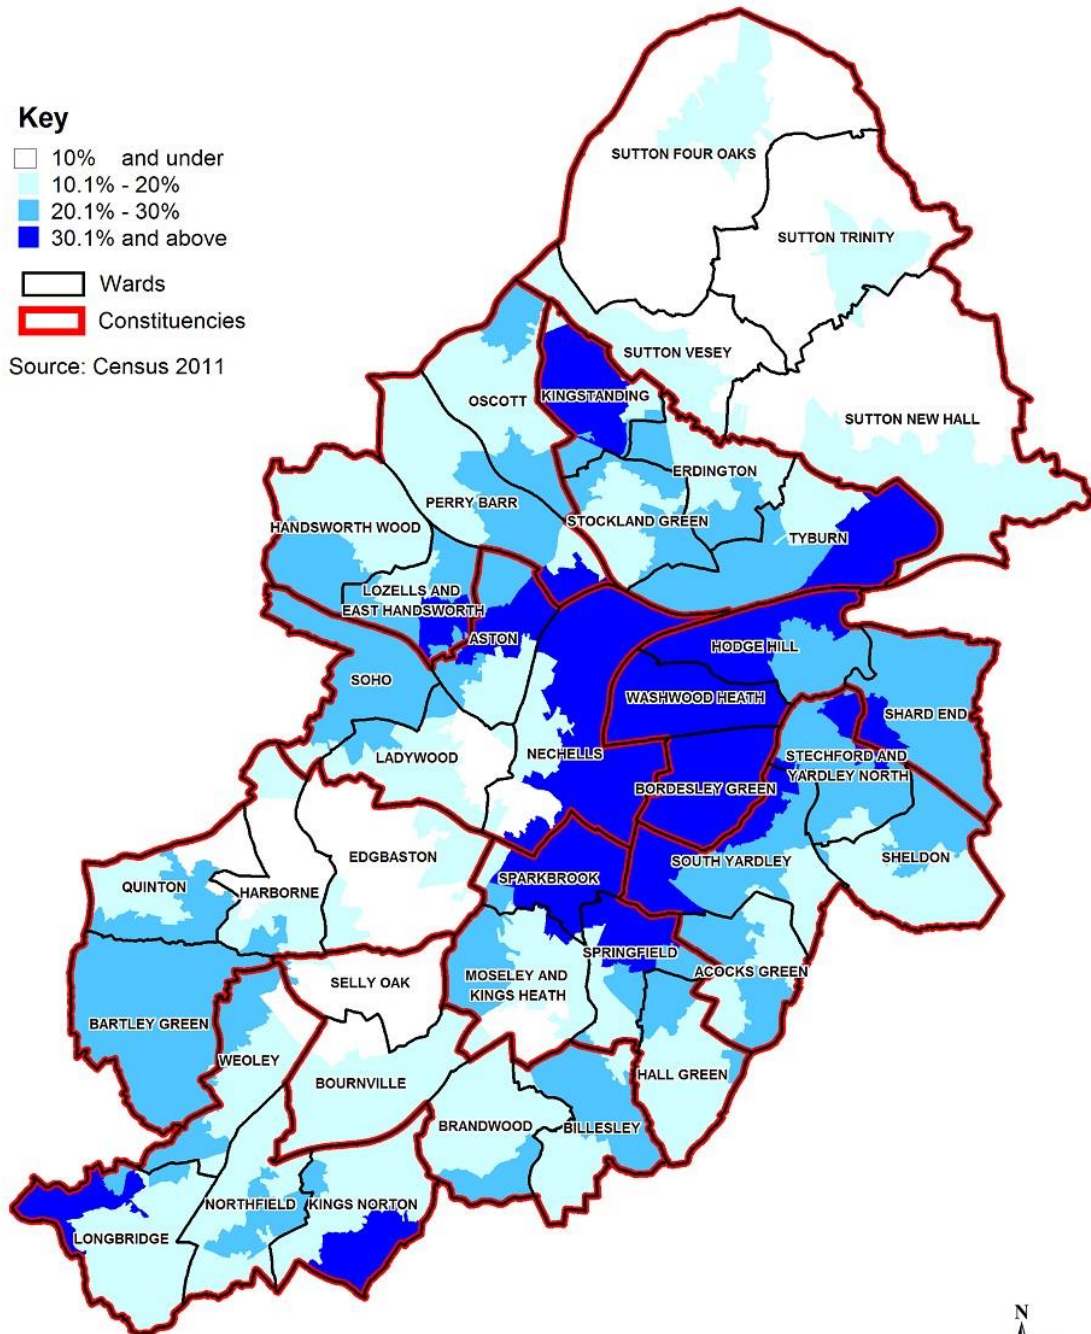 Key
10% and under
10.1% - 20%
20.1% - 30%
30.1% and above
Wards
Constituencies
Source: Census 2011
SUTTON FOUR OAKS
SUTTON TRINITY
SUTTON VESEY
SUTTON NEW HALL
OSCOTT
KINGSTANDING
ERDINGTON
PERRY BARR
STOCKLAND GREEN
HANDSWORTH WOOD
TYBURN
LOZELLS AND
EAST HANDSWORTH
ASTON
HODGE HILL
SOHO
WASHWOOD HEATH
SHARD END
LADYWOOD
NECHELLS
STECHFORD AND
YARDLEY NORTH
BORDESLEY GREEN
EDGBASTON
SOUTH YARDLEY
SHELDON
QUINTON
HARBORNE
SPARKBROOK
SPRINGFIELD
ACOCKS GREEN
SELLY OAK
MOSELEY AND
KINGS HEATH
BARTLEY GREEN
WEOLEY
BOURNVILLE
HALL GREEN
BRANDWOOD
BILLESLEY
NORTHFIELD
KINGS NORTON
LONGBRIDGE
N